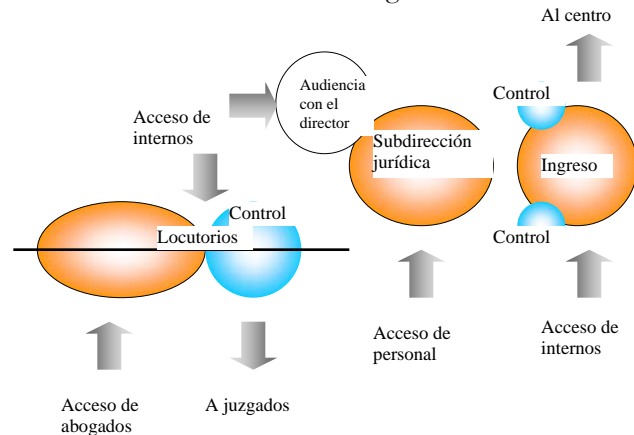 Al centro
Audiencia
con el
director
Control
Acceso de
internos
Subdirección
jurídica
Ingreso
Control
Locutorios
Control
Acceso de
personal
Acceso de
internos
Acceso de
abogados
A juzgados